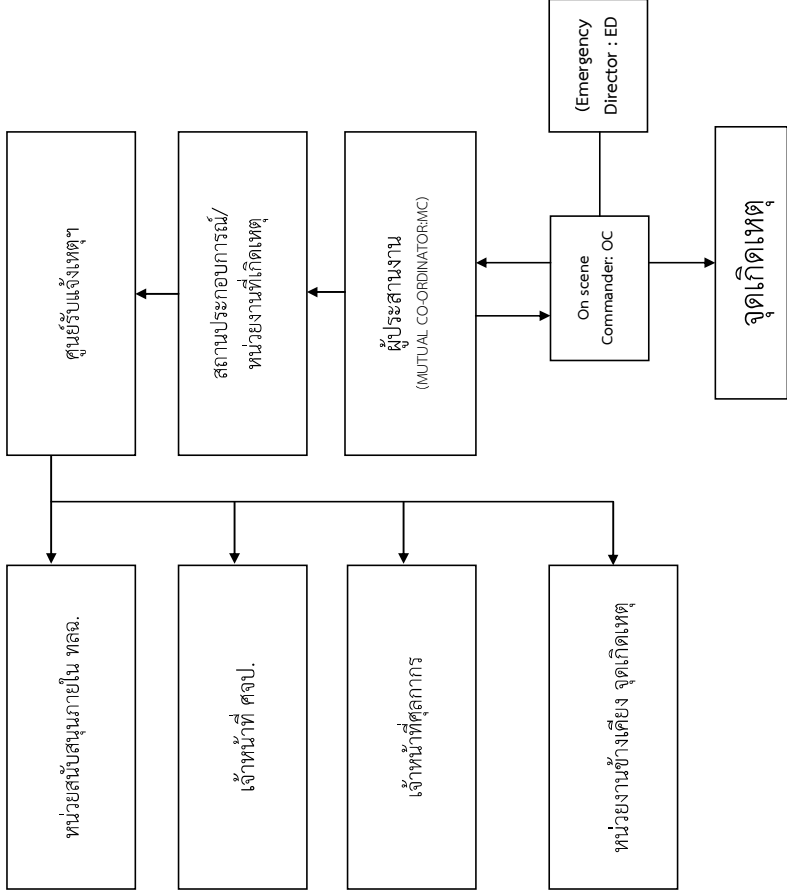 (Emergency
Director : ED
จุดเกิดเหตุ
On scene
Commander: OC
ผู้ประสานงาน
(MUTUAL CO-ORDINATOR:MC)
สถานประกอบการณ์/
หน่วยงานที่เกิดเหตุ
ศูนย์รับแจ้งเหตุฯ
หน่วยสนับสนุนภายใน ทลฉ.
เจ้าหน้าที่ ศจป.
เจ้าหน้าที่ศุลกากร
หน่วยงานข้างเคียง จุดเกิดเหตุ